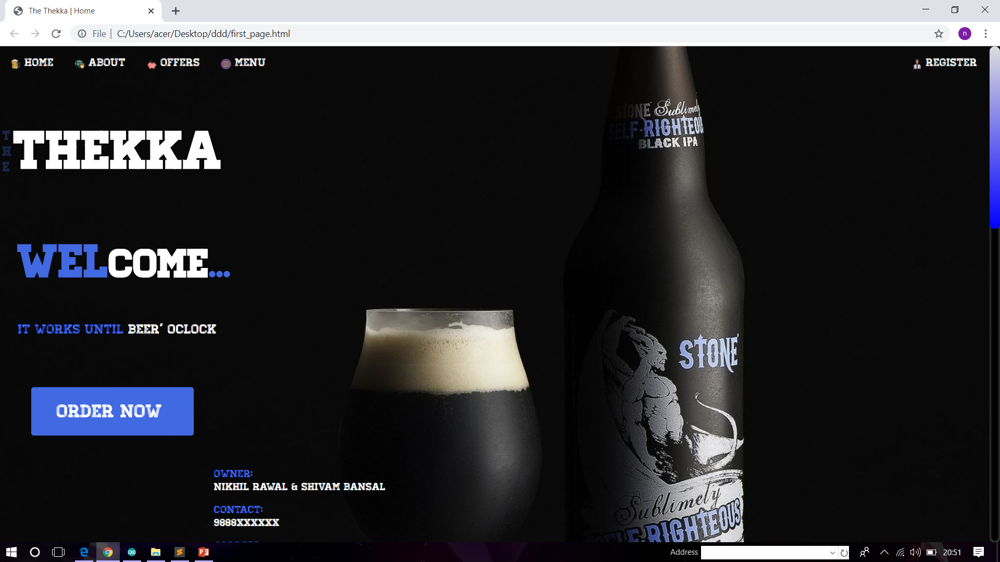 The Thekka | Home
File
C:/Users/acer/Desktop/ddd/first_page.html
n
HOME ABOUT OFFERS MENU REGISTER
THE
THEKKA
WELCOME...
IT WORKS UNTIL BEER' OCLOCK
ORDER NOW
OWNER:
NIKHIL RAWAL & SHIVAM BANSAL
CONTACT:
9888XXXXXX
STONE Sublimely
SELF-RIGHTEOU
BLACK IPA
STONE
Sublimely
SELF-RIGHTEOUS
Address
20:51